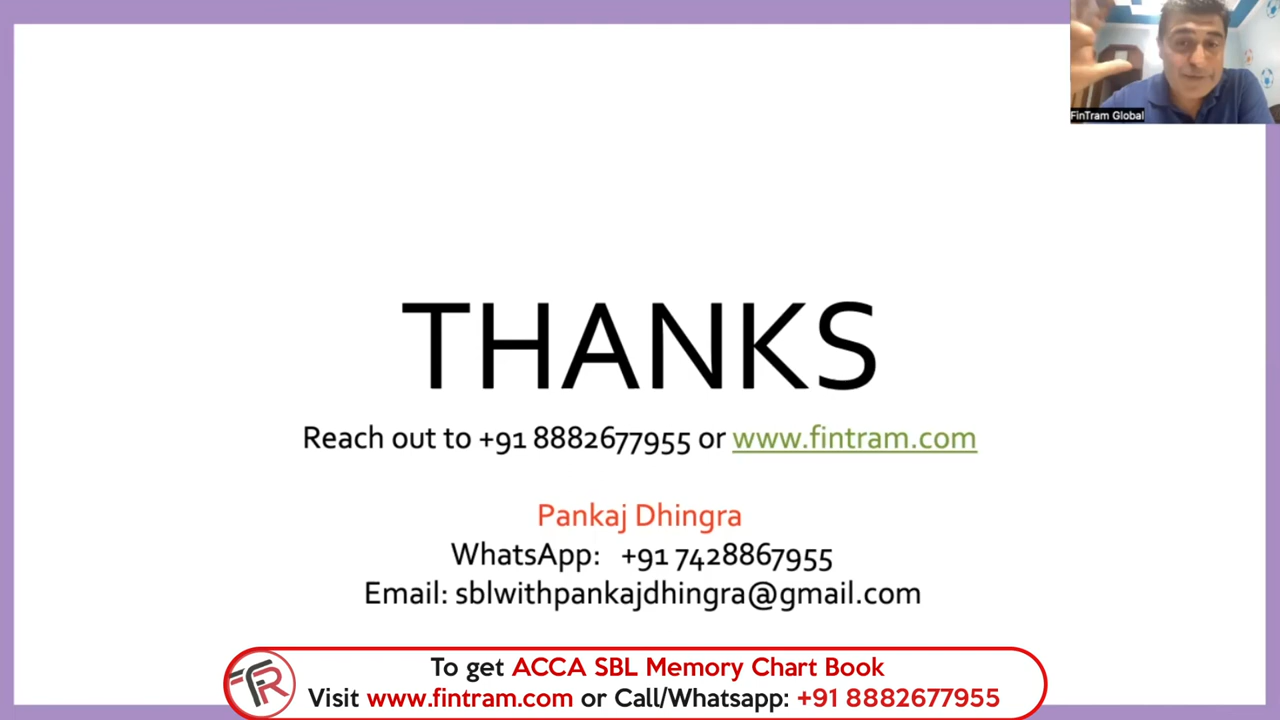 FinTram Global
THANKS
Reach out to +91 8882677955 or www.fintram.com
Pankaj Dhingra
WhatsApp: +91 7428867955
Email: sblwithpankajdhingra@gmail.com
To get ACCA SBL Memory Chart Book
Visit www.fintram.com or Call/Whatsapp: +91 8882677955